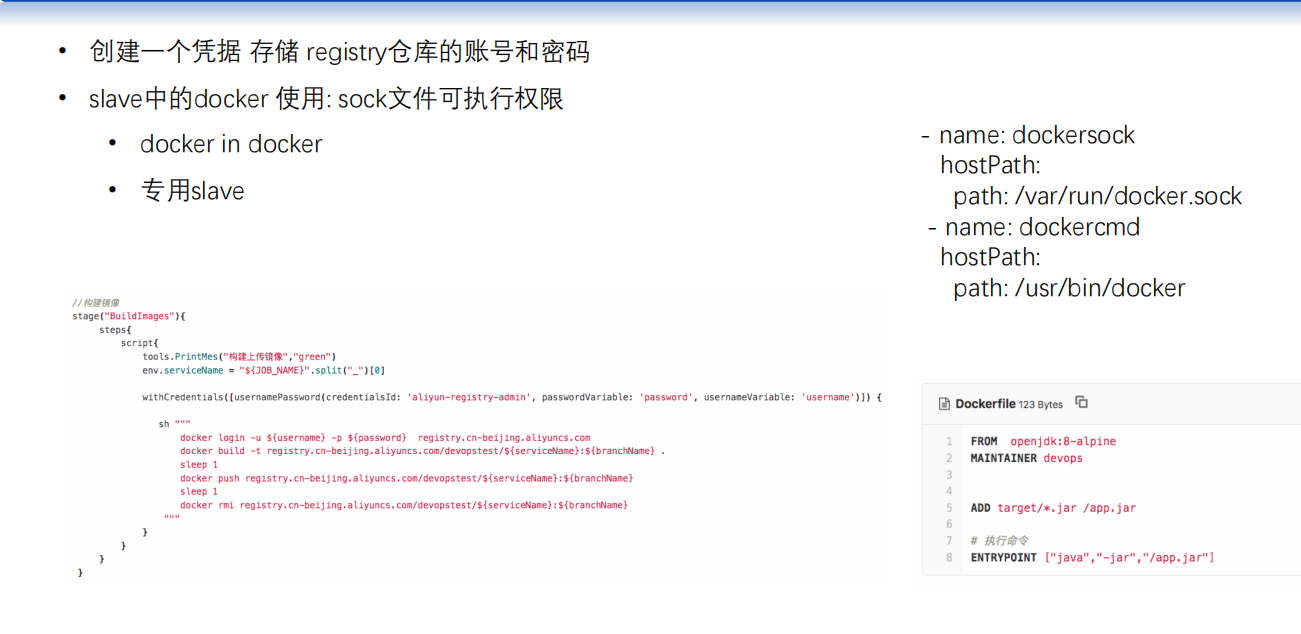 • 创建一个凭据 存储 registry仓库的账号和密码
• slave中的docker 使用: sock文件可执行权限
• docker in docker
• 专用slave
- name: dockersock
hostPath:
path: /var/run/docker.sock
- name: dockercmd
hostPath:
path: /usr/bin/docker
//构建镜像
stage("BuildImages"){
steps{
script{
tools.PrintMes("构建上传镜像","green")
env.serviceName = "${JOB_NAME}".split("_")[0]
withCredentials([usernamePassword(credentialsId: 'aliyun-registry-admin', passwordVariable: 'password', usernameVariable: 'username')]) {
sh """
docker login -u ${username} -p ${password}  registry.cn-beijing.aliyuncs.com
docker build -t registry.cn-beijing.aliyuncs.com/devopstest/${serviceName}:${branchName} .
sleep 1
docker push registry.cn-beijing.aliyuncs.com/devopstest/${serviceName}:${branchName}
sleep 1
docker rmi registry.cn-beijing.aliyuncs.com/devopstest/${serviceName}:${branchName}
"""
}
}
}
}
Dockerfile 123 Bytes
1 FROM  openjdk:8-alpine
2 MAINTAINER devops
3
4
5 ADD target/*.jar /app.jar
6
7 # 执行命令
8 ENTRYPOINT ["java","-jar","/app.jar"]